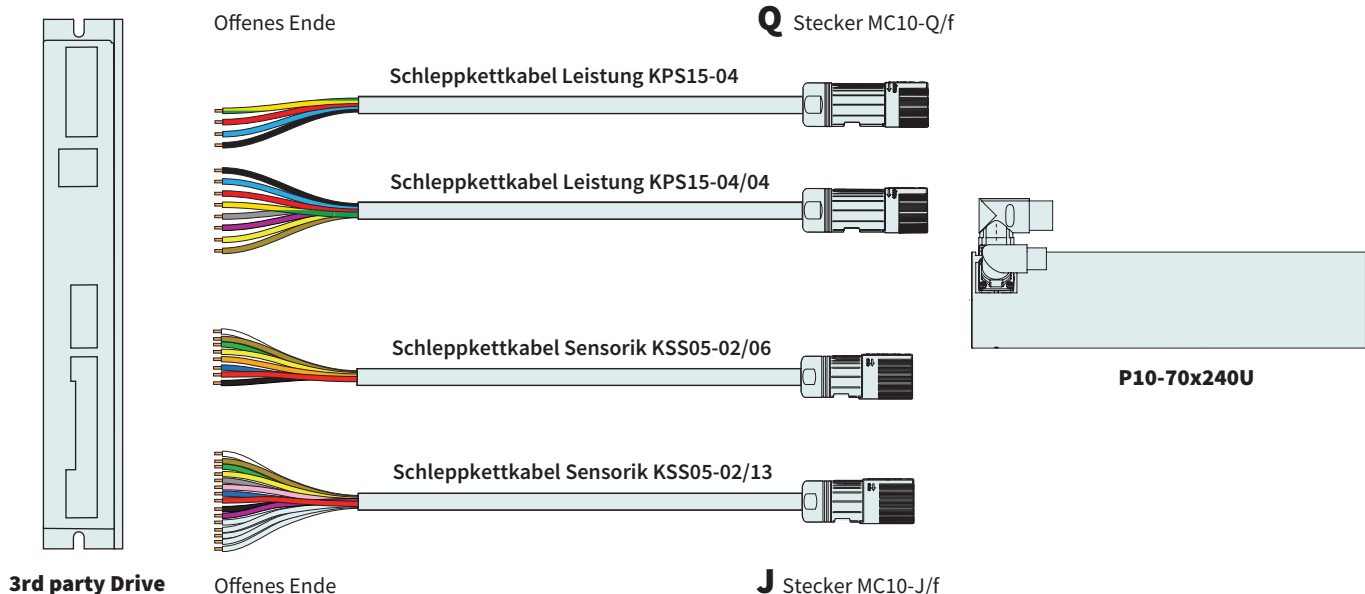 Offenes Ende
Q Stecker MC10-Q/f
Schleppkettkabel Leistung KPS15-04
Schleppkettkabel Leistung KPS15-04/04
Schleppkettkabel Sensorik KSS05-02/06
P10-70x240U
Schleppkettkabel Sensorik KSS05-02/13
3rd party Drive
Offenes Ende
J Stecker MC10-J/f